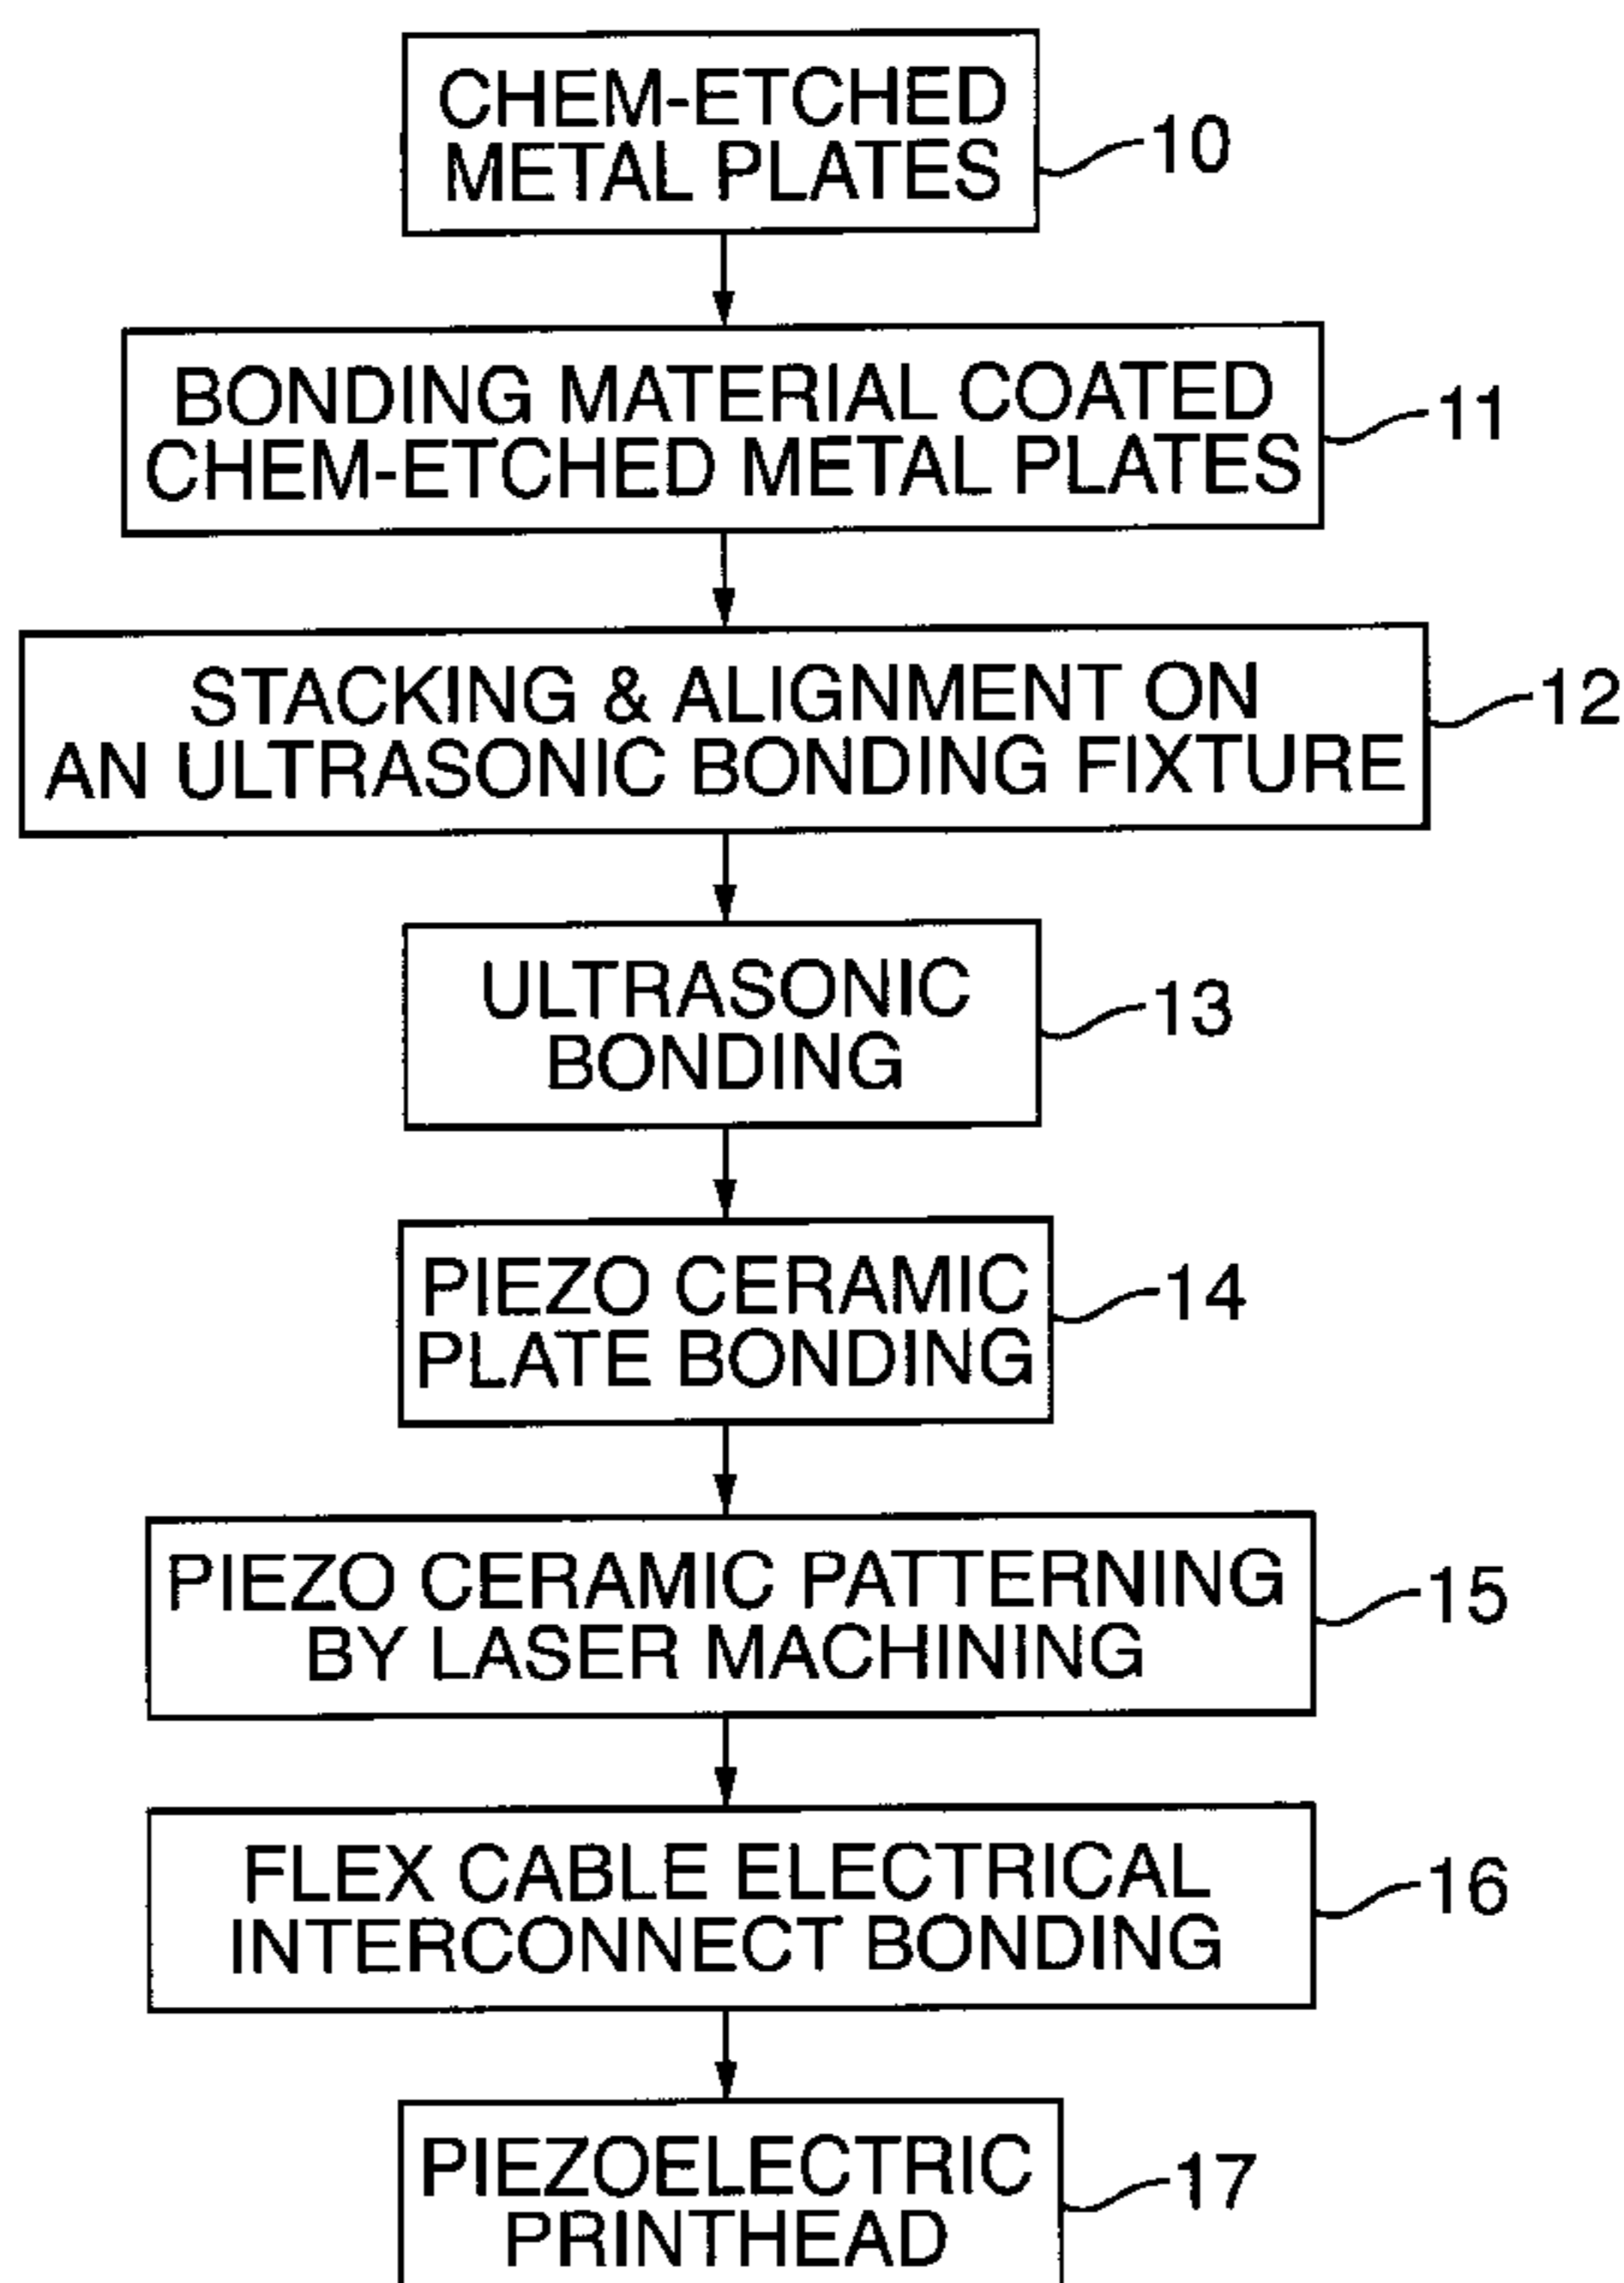 CHEM-ETCHED
METAL PLATES
10
BONDING MATERIAL COATED
CHEM-ETCHED METAL PLATES
11
STACKING & ALIGNMENT ON
AN ULTRASONIC BONDING FIXTURE
12
ULTRASONIC
BONDING
13
PIEZO CERAMIC
PLATE BONDING
14
PIEZO CERAMIC PATTERNING
BY LASER MACHINING
15
FLEX CABLE ELECTRICAL
INTERCONNECT BONDING
16
PIEZOELECTRIC
PRINTHEAD
17